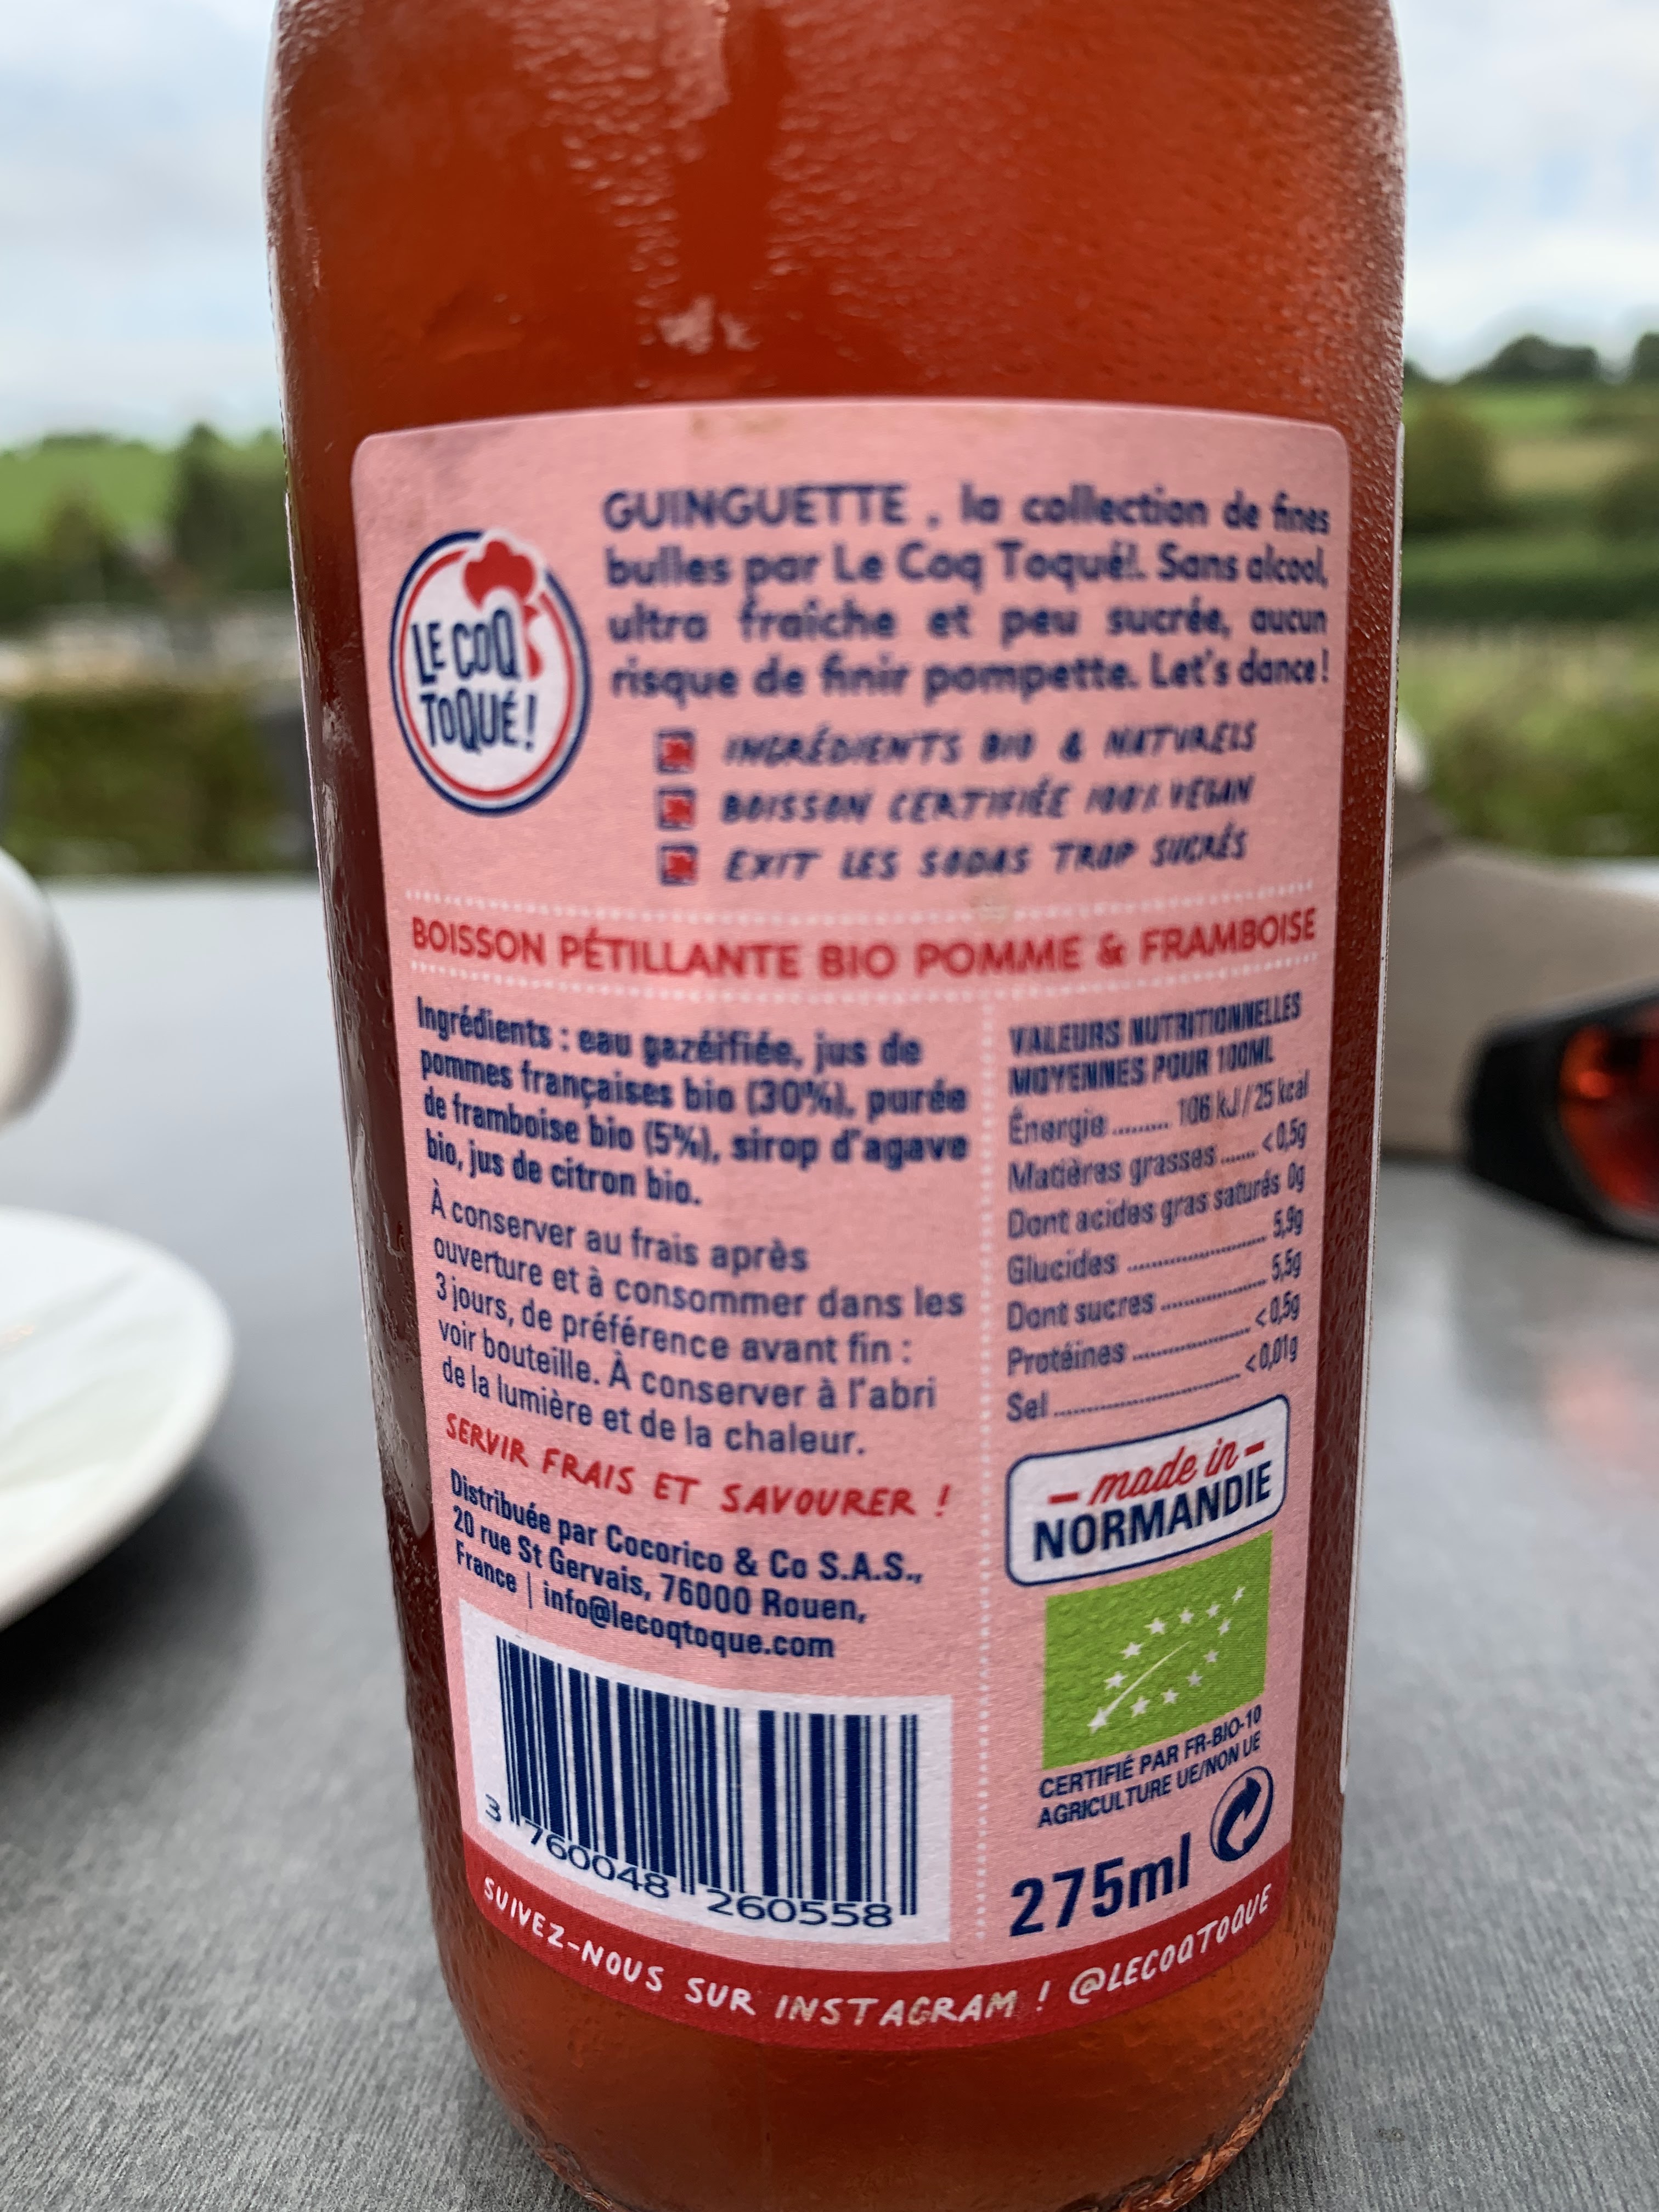 GUINGUETTE , la collection de fines
bulles par Le Coq Toqué!. Sans alcool,
ultra fraîche et peu sucrée, aucun
risque de finir pompette. Let's dance !
LE COQ
TOQUÉ !
INGRÉDIENTS BIO & NATURELS
BOISSON CERTIFIÉE 100% VEGAN
EXIT LES SODAS TROP SUCRÉS
BOISSON PÉTILLANTE BIO POMME & FRAMBOISE
Ingrédients : eau gazéifiée, jus de
pommes françaises bio (30%), purée
de framboise bio (5%), sirop d'agave
bio, jus de citron bio.
À conserver au frais après
ouverture et à consommer dans les
3 jours, de préférence avant fin :
voir bouteille. À conserver à l'abri
de la lumière et de la chaleur.
SERVIR FRAIS ET SAVOURER !
Distribuée par Cocorico & Co S.A.S.,
20 rue St Gervais, 76000 Rouen,
France | info@lecoqtoque.com
3 760048 260558
VALEURS NUTRITIONNELLES
MOYENNES POUR 100ML
Énergie ......... 106 kJ / 25 kcal
Matières grasses ....... <0,5g
Dont acides gras saturés 0g
Glucides ...................... 5,9g
Dont sucres ................. 5,5g
Protéines ................... <0,5g
Sel .............................. <0,01g
made in
NORMANDIE
CERTIFIÉ PAR FR-BIO-10
AGRICULTURE UE/NON UE
275ml
SUIVEZ-NOUS SUR INSTAGRAM ! @LECOQTOQUE